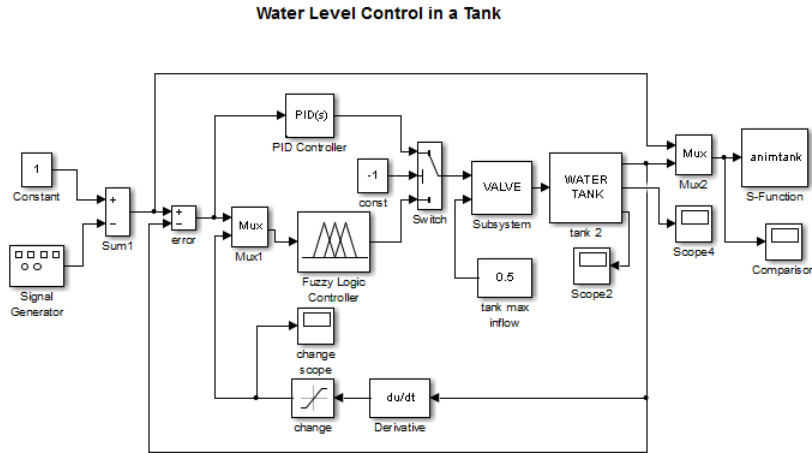 Water Level Control in a Tank
PID(s)
PID Controller
1
Constant
+
−
Sum1
+
−
error
Mux
Mux1
-1
const
Switch
Fuzzy Logic
Controller
VALVE
Subsystem
WATER
TANK
tank 2
Mux
Mux2
animtank
S-Function
Signal
Generator
Scope2
Scope4
Comparison
0.5
tank max
inflow
change
scope
change
du/dt
Derivative